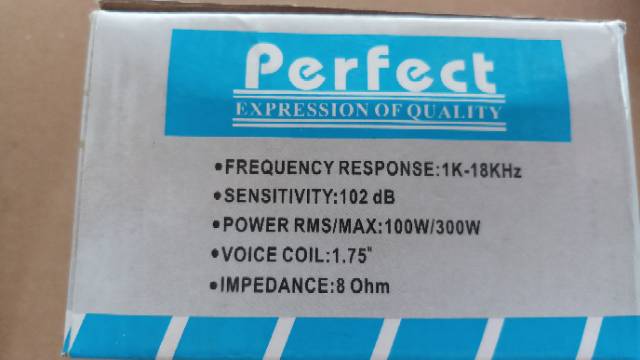 Perfect
EXPRESSION OF QUALITY
•FREQUENCY RESPONSE:1K-18KHz
•SENSITIVITY:102 dB
•POWER RMS/MAX:100W/300W
•VOICE COIL:1.75"
•IMPEDANCE:8 Ohm